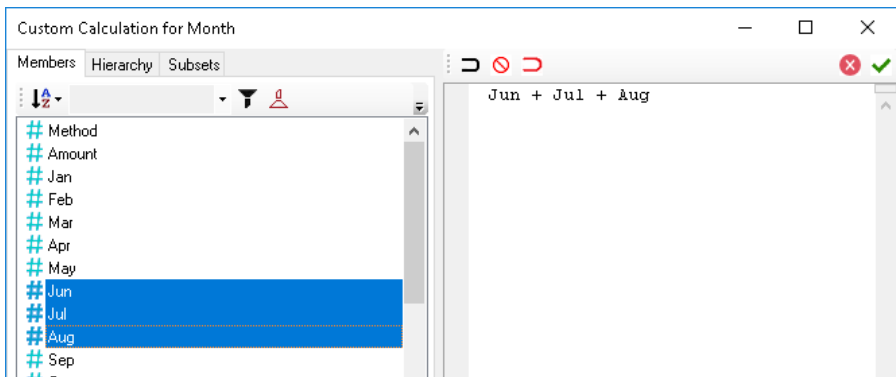 Custom Calculation for Month
Members Hierarchy Subsets
Jun + Jul + Aug
Method
Amount
Jan
Feb
Mar
Apr
May
Jun
Jul
Aug
Sep